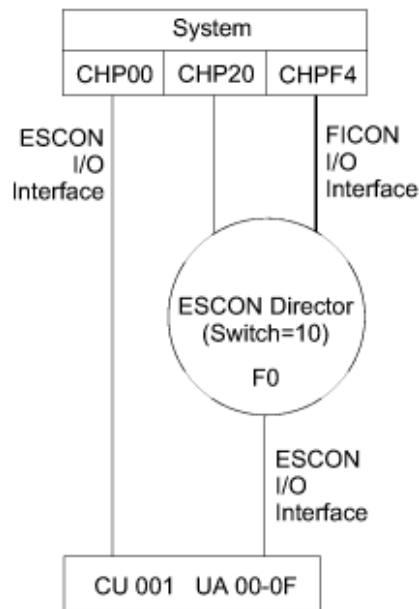 System
CHP00 CHP20 CHPF4
ESCON
I/O
Interface
FICON
I/O
Interface
ESCON Director
(Switch=10)
F0
ESCON
I/O
Interface
CU 001 UA 00-0F